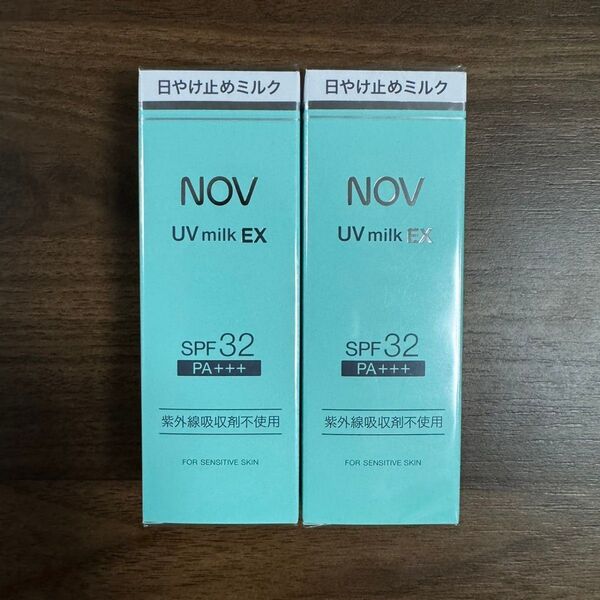 日やけ止めミルク
NOV
UV milk EX
SPF32
PA+++
紫外線吸収剤不使用
FOR SENSITIVE SKIN
日やけ止めミルク
NOV
UV milk EX
SPF32
PA+++
紫外線吸収剤不使用
FOR SENSITIVE SKIN